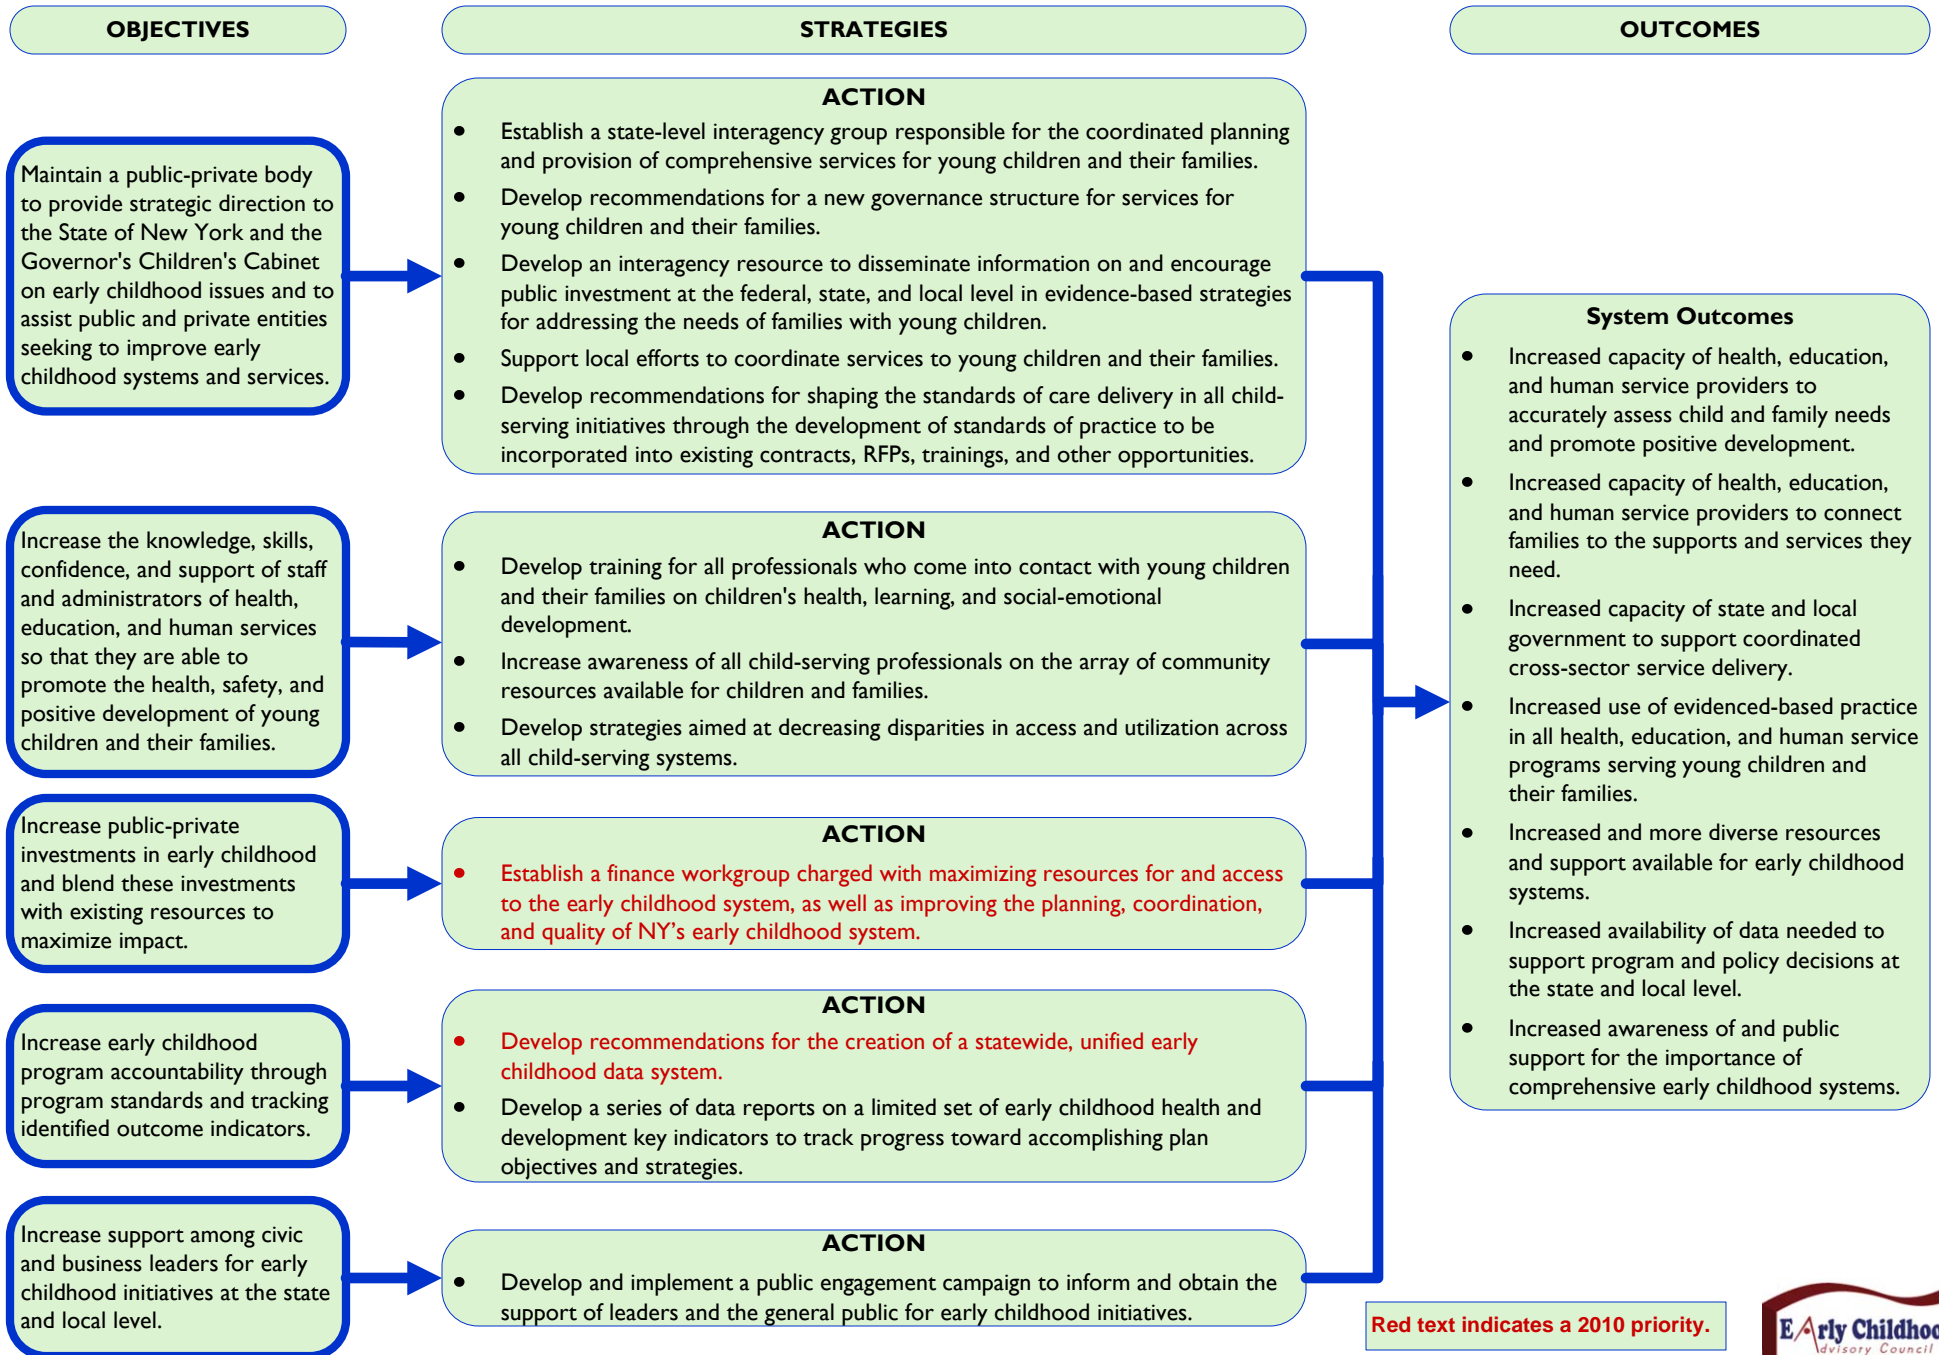 OBJECTIVES
STRATEGIES
OUTCOMES
Maintain a public-private body
to provide strategic direction to
the State of New York and the
Governor's Children's Cabinet
on early childhood issues and to
assist public and private entities
seeking to improve early
childhood systems and services.
ACTION
• Establish a state-level interagency group responsible for the coordinated planning
and provision of comprehensive services for young children and their families.
• Develop recommendations for a new governance structure for services for
young children and their families.
• Develop an interagency resource to disseminate information on and encourage
public investment at the federal, state, and local level in evidence-based strategies
for addressing the needs of families with young children.
• Support local efforts to coordinate services to young children and their families.
• Develop recommendations for shaping the standards of care delivery in all child-
serving initiatives through the development of standards of practice to be
incorporated into existing contracts, RFPs, trainings, and other opportunities.
Increase the knowledge, skills,
confidence, and support of staff
and administrators of health,
education, and human services
so that they are able to
promote the health, safety, and
positive development of young
children and their families.
ACTION
• Develop training for all professionals who come into contact with young children
and their families on children's health, learning, and social-emotional
development.
• Increase awareness of all child-serving professionals on the array of community
resources available for children and families.
• Develop strategies aimed at decreasing disparities in access and utilization across
all child-serving systems.
Increase public-private
investments in early childhood
and blend these investments
with existing resources to
maximize impact.
ACTION
• Establish a finance workgroup charged with maximizing resources for and access
to the early childhood system, as well as improving the planning, coordination,
and quality of NY's early childhood system.
Increase early childhood
program accountability through
program standards and tracking
identified outcome indicators.
ACTION
• Develop recommendations for the creation of a statewide, unified early
childhood data system.
• Develop a series of data reports on a limited set of early childhood health and
development key indicators to track progress toward accomplishing plan
objectives and strategies.
Increase support among civic
and business leaders for early
childhood initiatives at the state
and local level.
ACTION
• Develop and implement a public engagement campaign to inform and obtain the
support of leaders and the general public for early childhood initiatives.
System Outcomes
• Increased capacity of health, education,
and human service providers to
accurately assess child and family needs
and promote positive development.
• Increased capacity of health, education,
and human service providers to connect
families to the supports and services they
need.
• Increased capacity of state and local
government to support coordinated
cross-sector service delivery.
• Increased use of evidenced-based practice
in all health, education, and human service
programs serving young children and
their families.
• Increased and more diverse resources
and support available for early childhood
systems.
• Increased availability of data needed to
support program and policy decisions at
the state and local level.
• Increased awareness of and public
support for the importance of
comprehensive early childhood systems.
Red text indicates a 2010 priority.
EArly Childhoo
Advisory Council